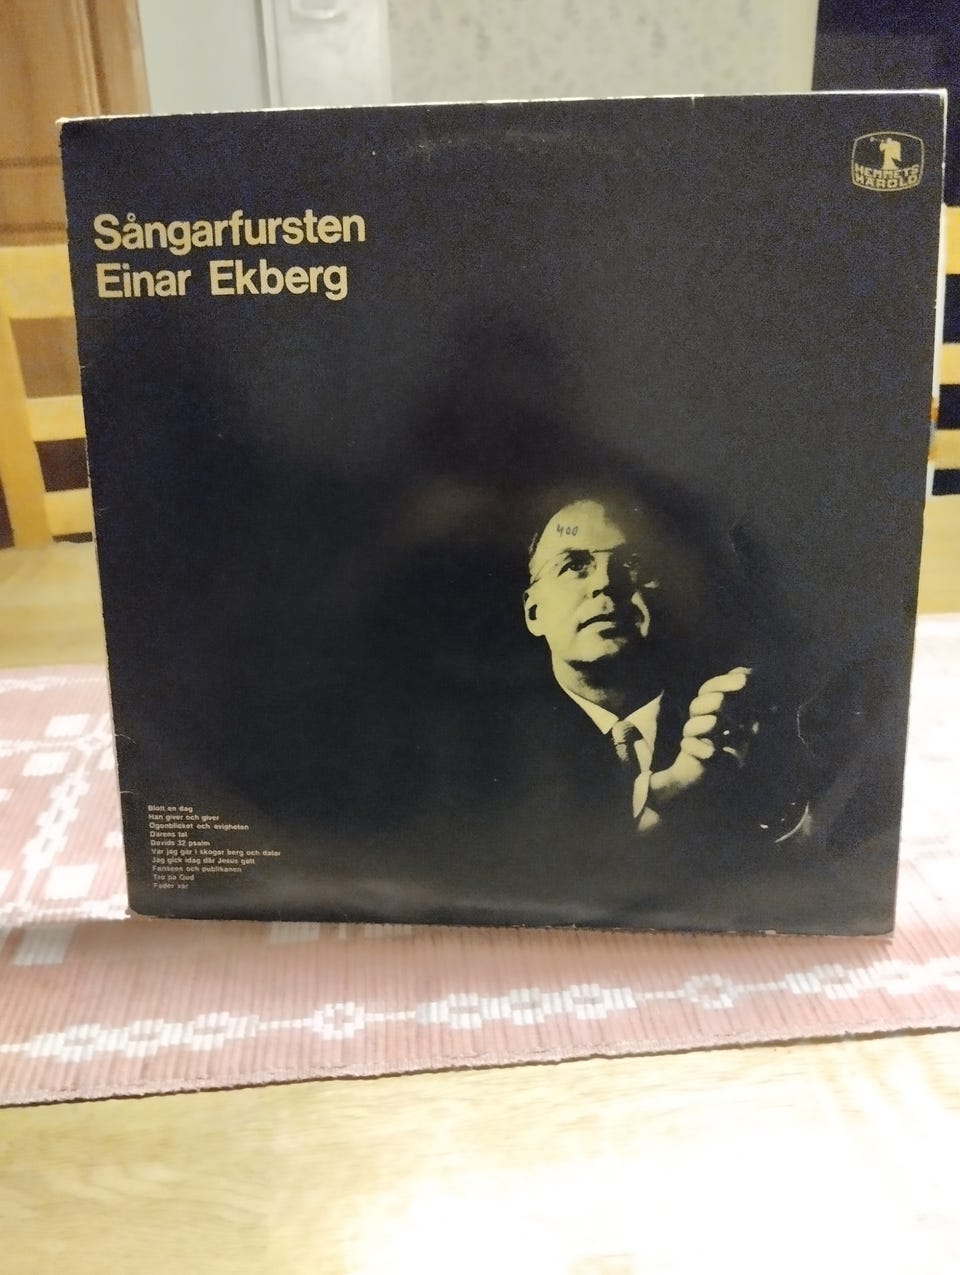 HEMMETS
HÄROLD
Sångarfursten
Einar Ekberg
400
Blott en dag
Han giver och giver
Ögonblicket och evigheten
Dårens tal
Davids 32 psalm
Var jag går i skogar berg och dalar
Jag gick idag där Jesus gått
Fariseen och publikanen
Tro på Gud
Fader vår